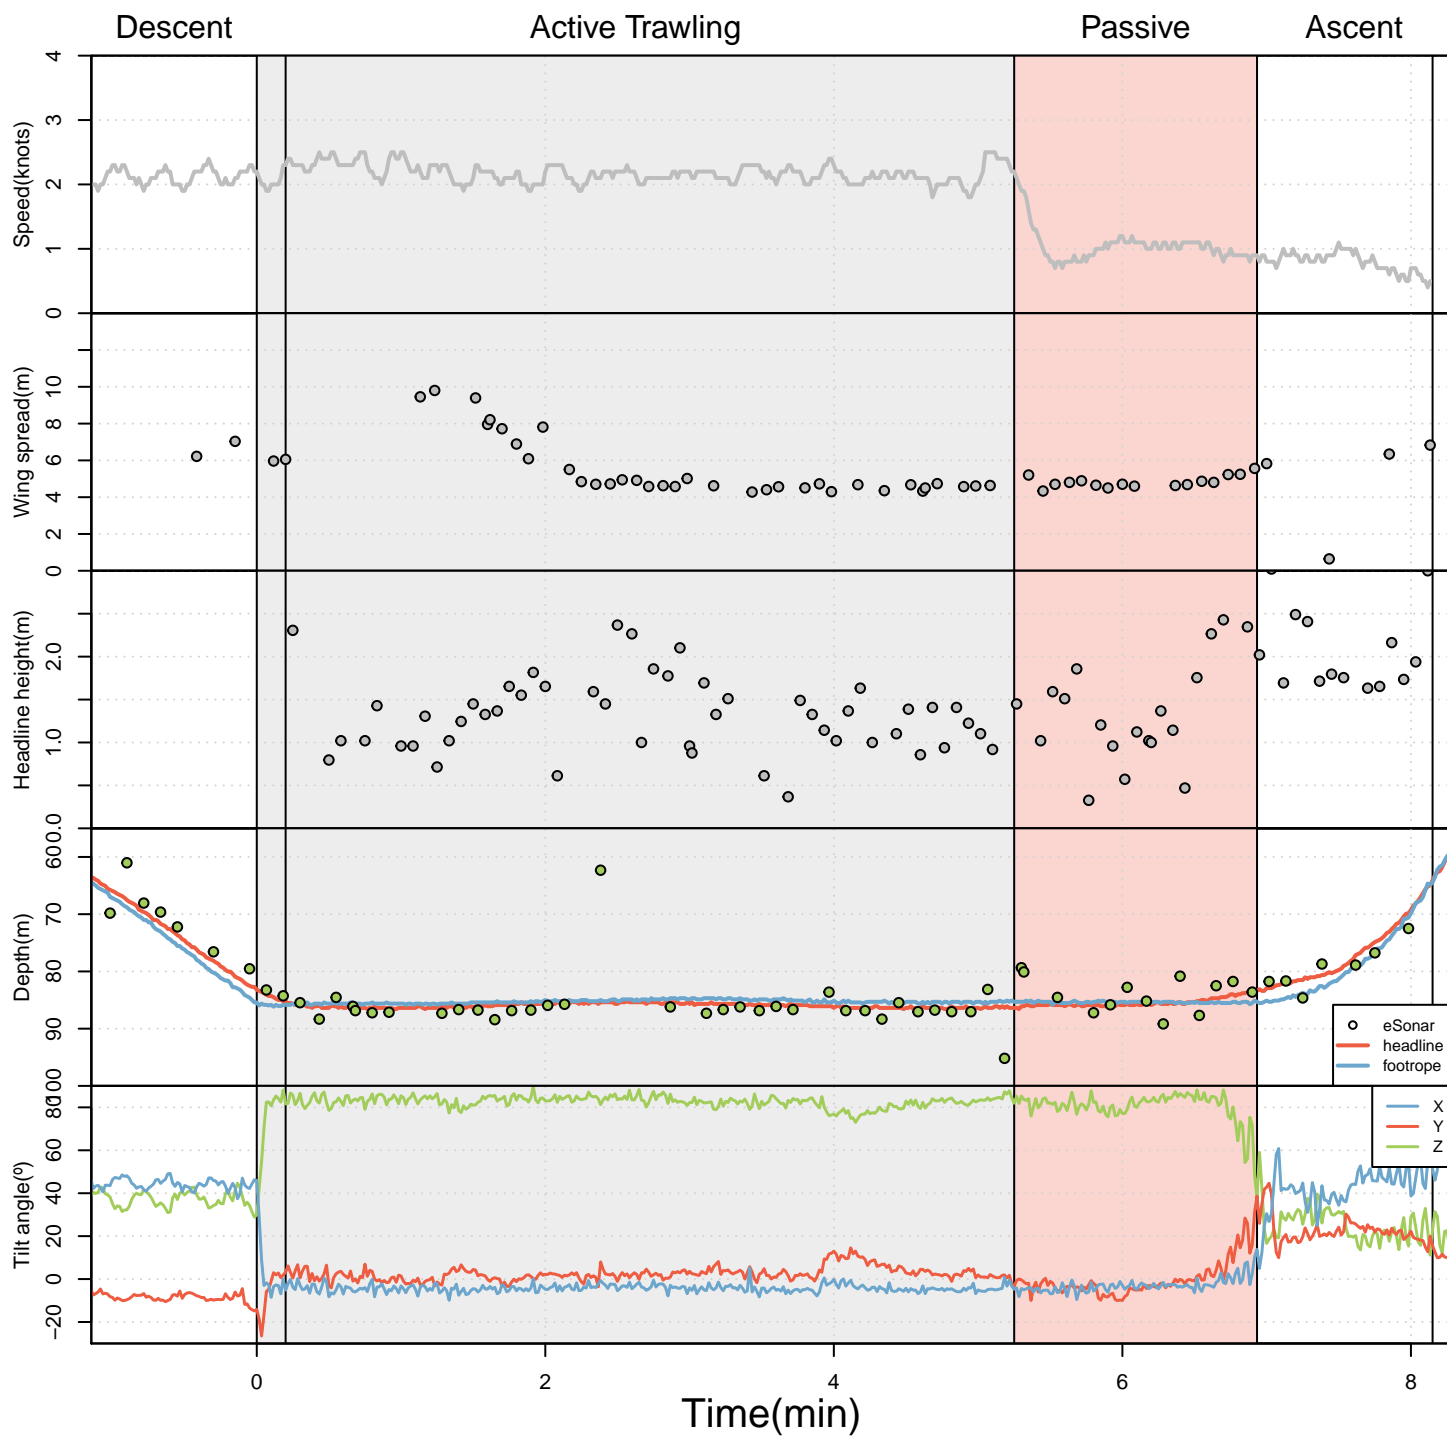 Descent Active Trawling Passive Ascent
Speed(knots)
4
3
2
1
0
Wing spread(m)
10
8
6
4
2
0
Headline height(m)
2.0
1.0
0.0
Depth(m)
60
70
80
90
100
eSonar
headline
footrope
Tilt angle(º)
80
60
40
20
0
−20
X
Y
Z
0 2 4 6 8
Time(min)